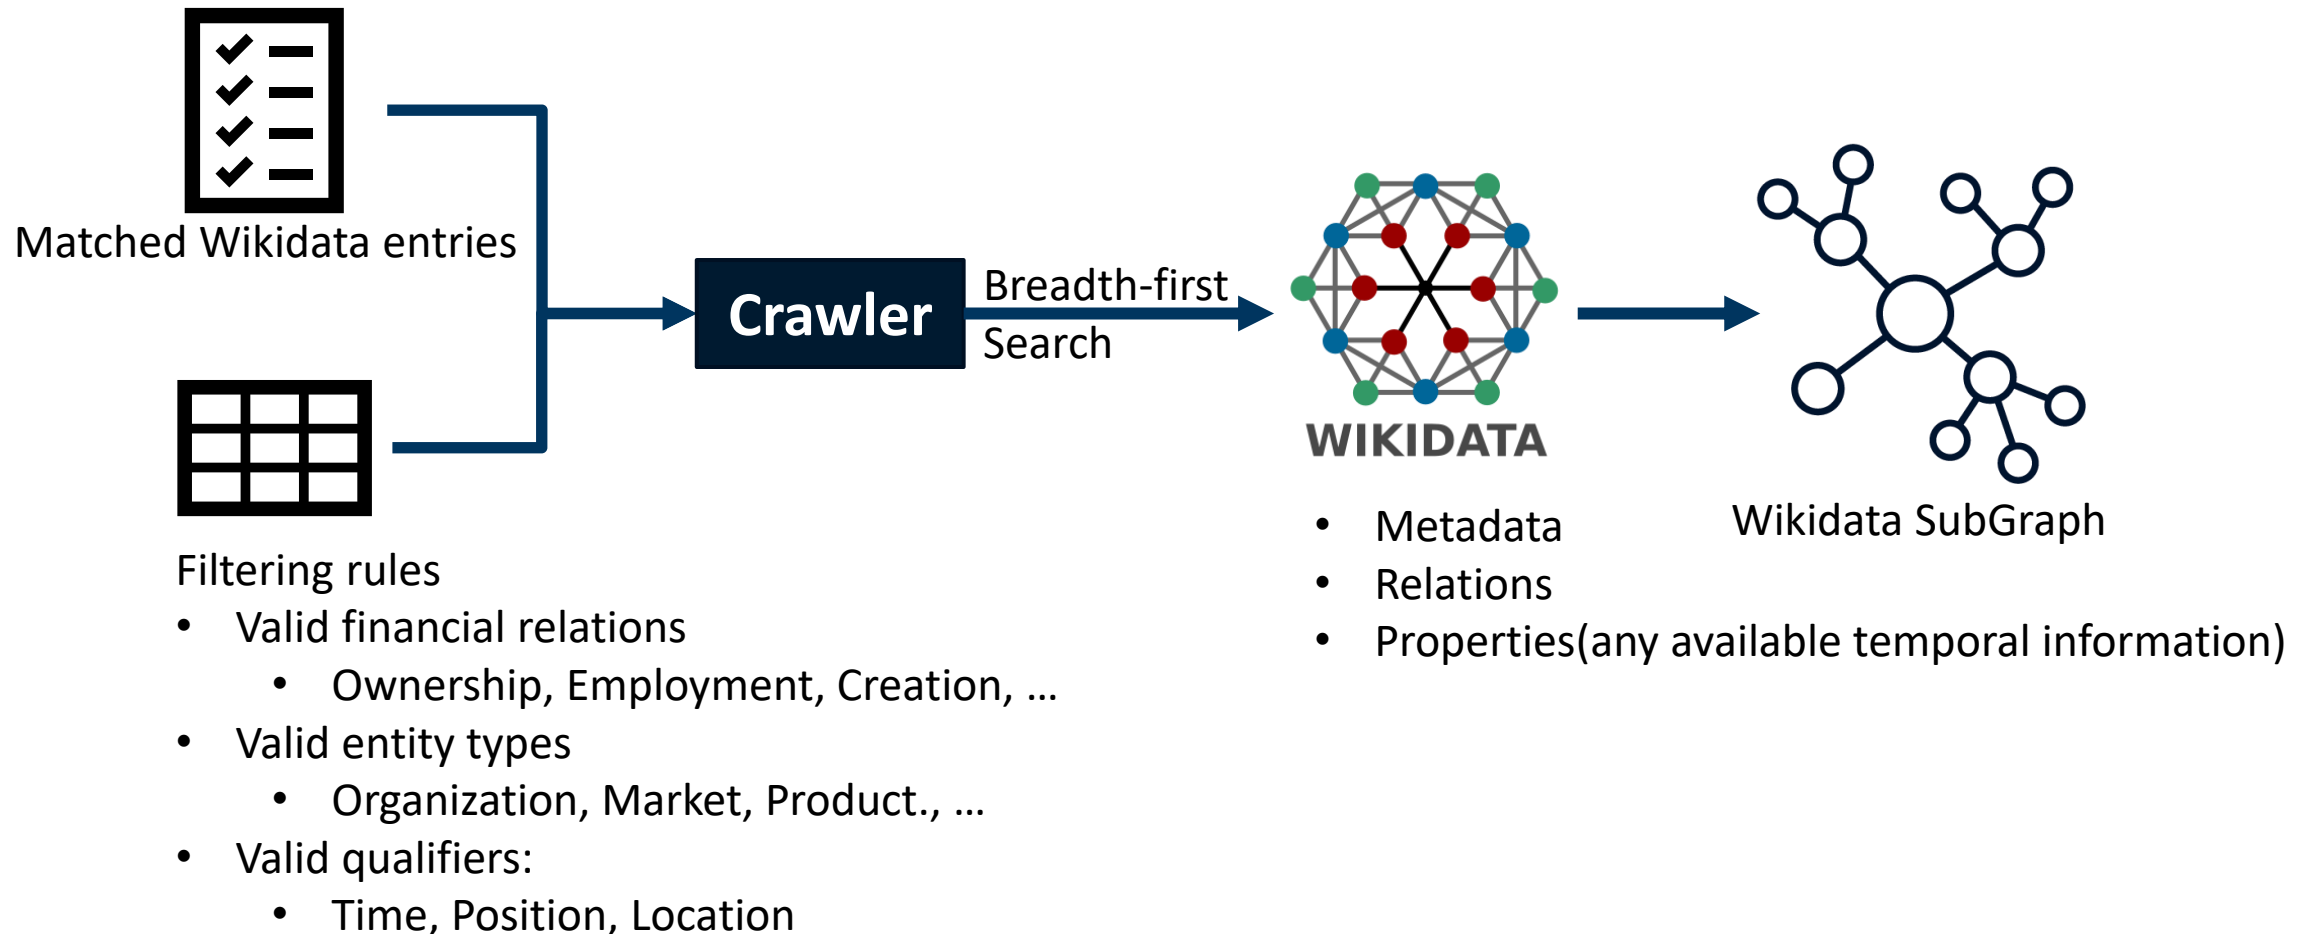 Matched Wikidata entries
Filtering rules
• Valid financial relations
• Ownership, Employment, Creation, ...
• Valid entity types
• Organization, Market, Product., ...
• Valid qualifiers:
• Time, Position, Location
Crawler
Breadth-first
Search
WIKIDATA
• Metadata
• Relations
• Properties(any available temporal information)
Wikidata SubGraph